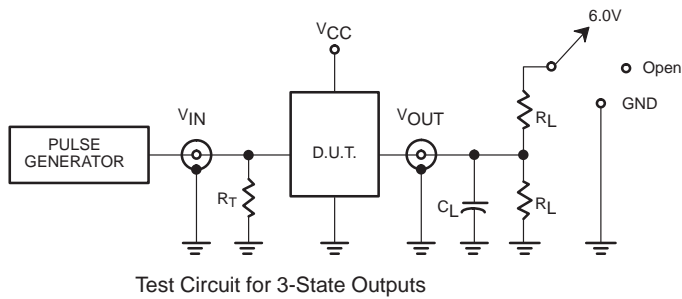 6.0V
VCC
Open
VIN
VOUT
RL
GND
PULSE
GENERATOR
D.U.T.
RT
CL
RL
Test Circuit for 3-State Outputs